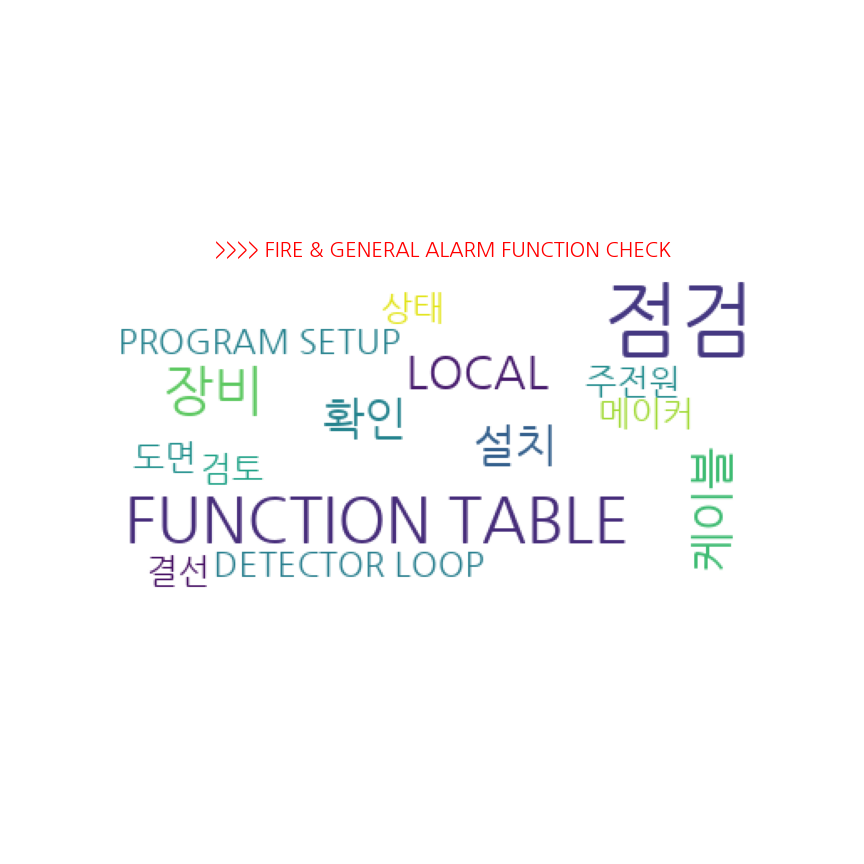 >>>> FIRE & GENERAL ALARM FUNCTION CHECK
상태
점검
PROGRAM SETUP
LOCAL
장비
주전원
메이커
확인
설치
도면
검토
케이블
FUNCTION TABLE
결선
DETECTOR LOOP